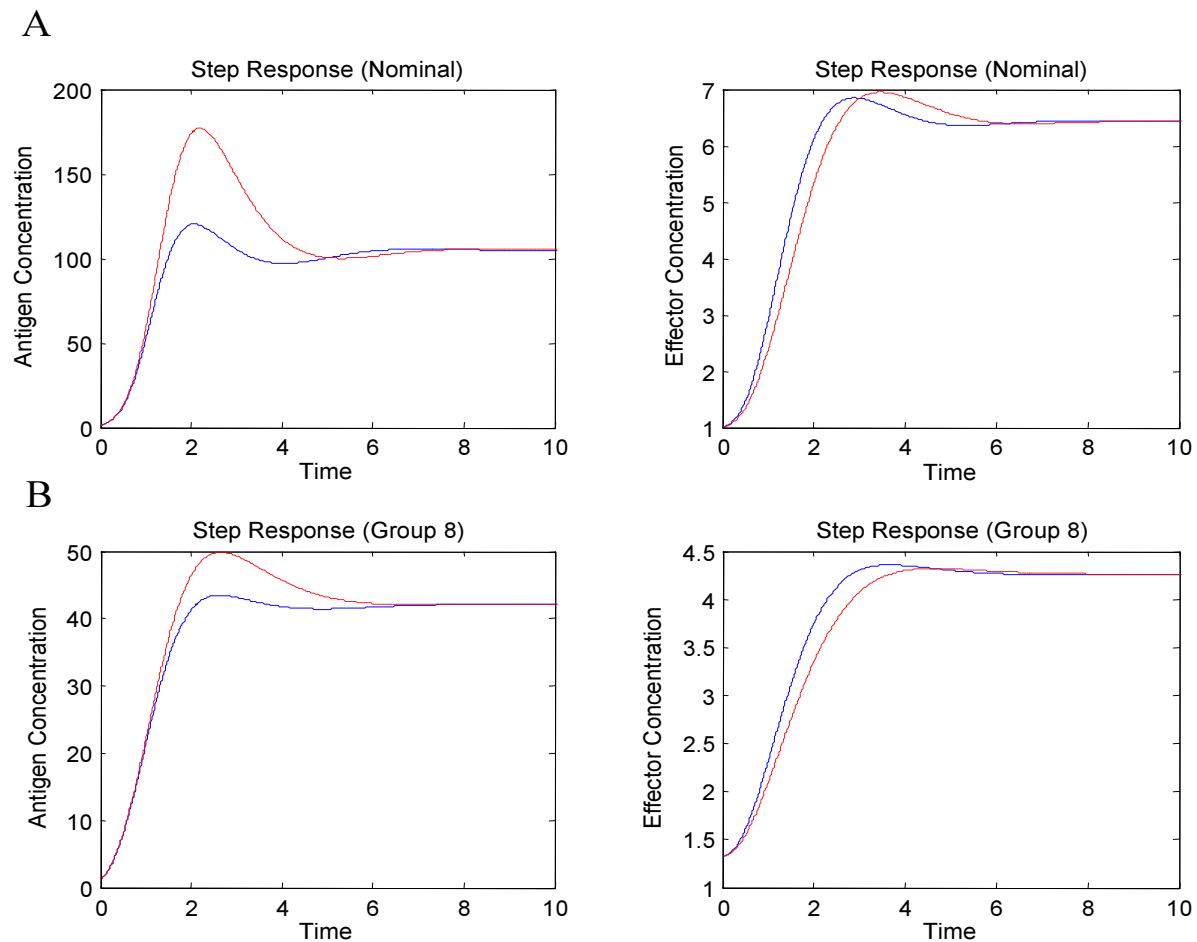 A
Step Response (Nominal)
200
150
100
50
0
0 2 4 6 8 10
Antigen Concentration
Time
Step Response (Nominal)
7
6
5
4
3
2
1
0 2 4 6 8 10
Effector Concentration
Time
B
Step Response (Group 8)
50
40
30
20
10
0
0 2 4 6 8 10
Antigen Concentration
Time
Step Response (Group 8)
4.5
4
3.5
3
2.5
2
1.5
1
0 2 4 6 8 10
Effector Concentration
Time